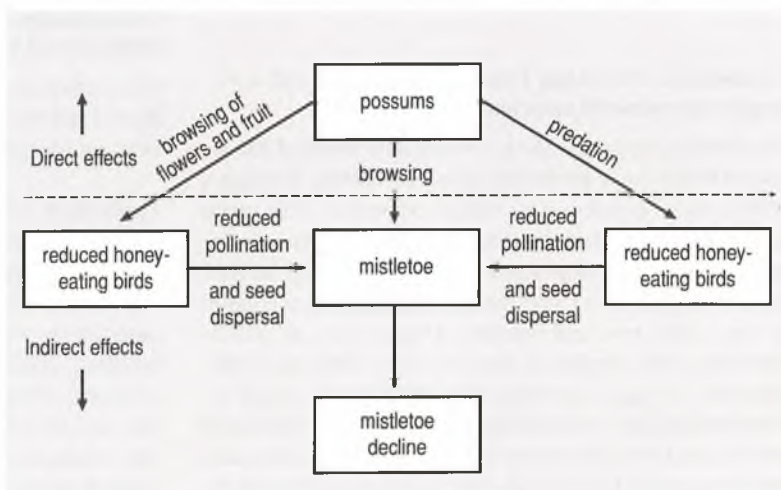 possums
browsing of
flowers and fruit
predation
Direct effects
browsing
reduced honey-
eating birds
reduced
pollination
and seed
dispersal
mistletoe
reduced
pollination
and seed
dispersal
reduced honey-
eating birds
Indirect effects
mistletoe
decline